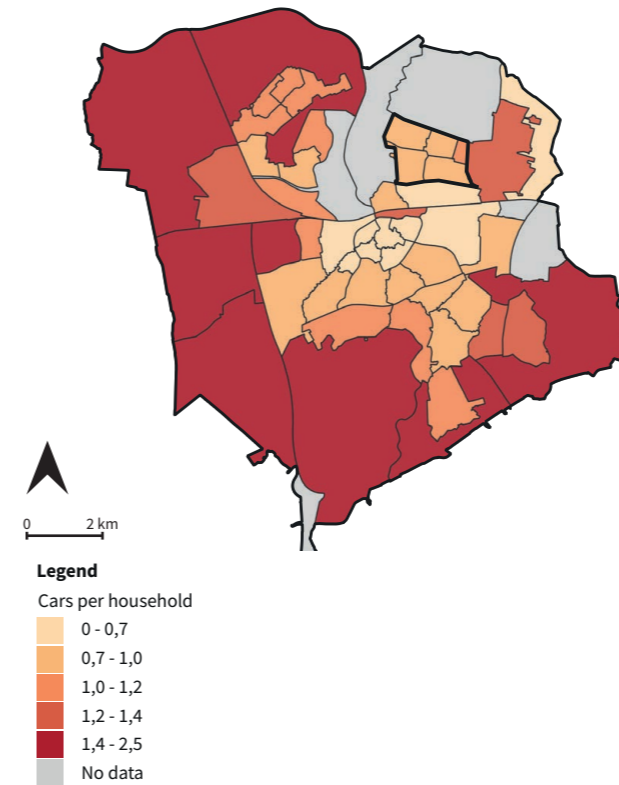 0 2 km
Legend
Cars per household
0 - 0,7
0,7 - 1,0
1,0 - 1,2
1,2 - 1,4
1,4 - 2,5
No data